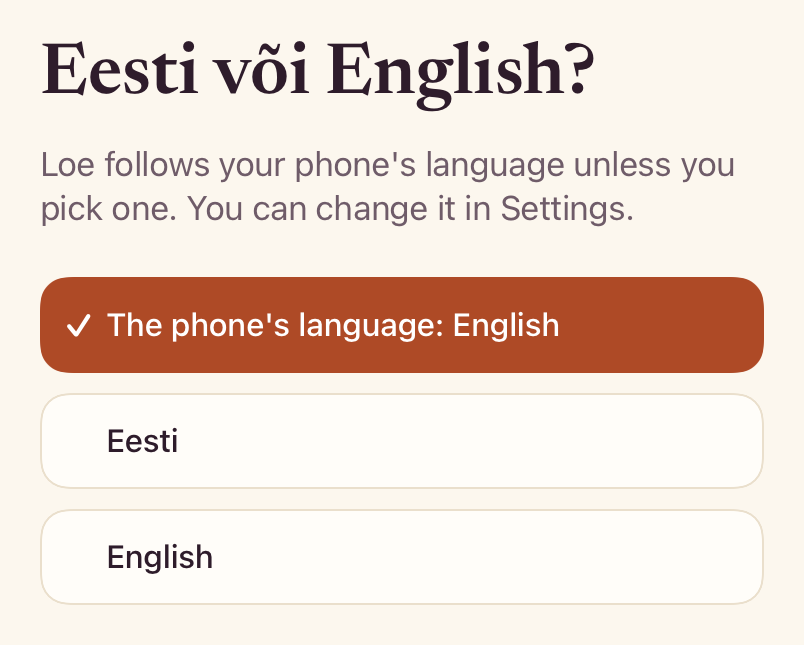 Eesti või English?
Loe follows your phone's language unless you
pick one. You can change it in Settings.
✓ The phone's language: English
Eesti
English